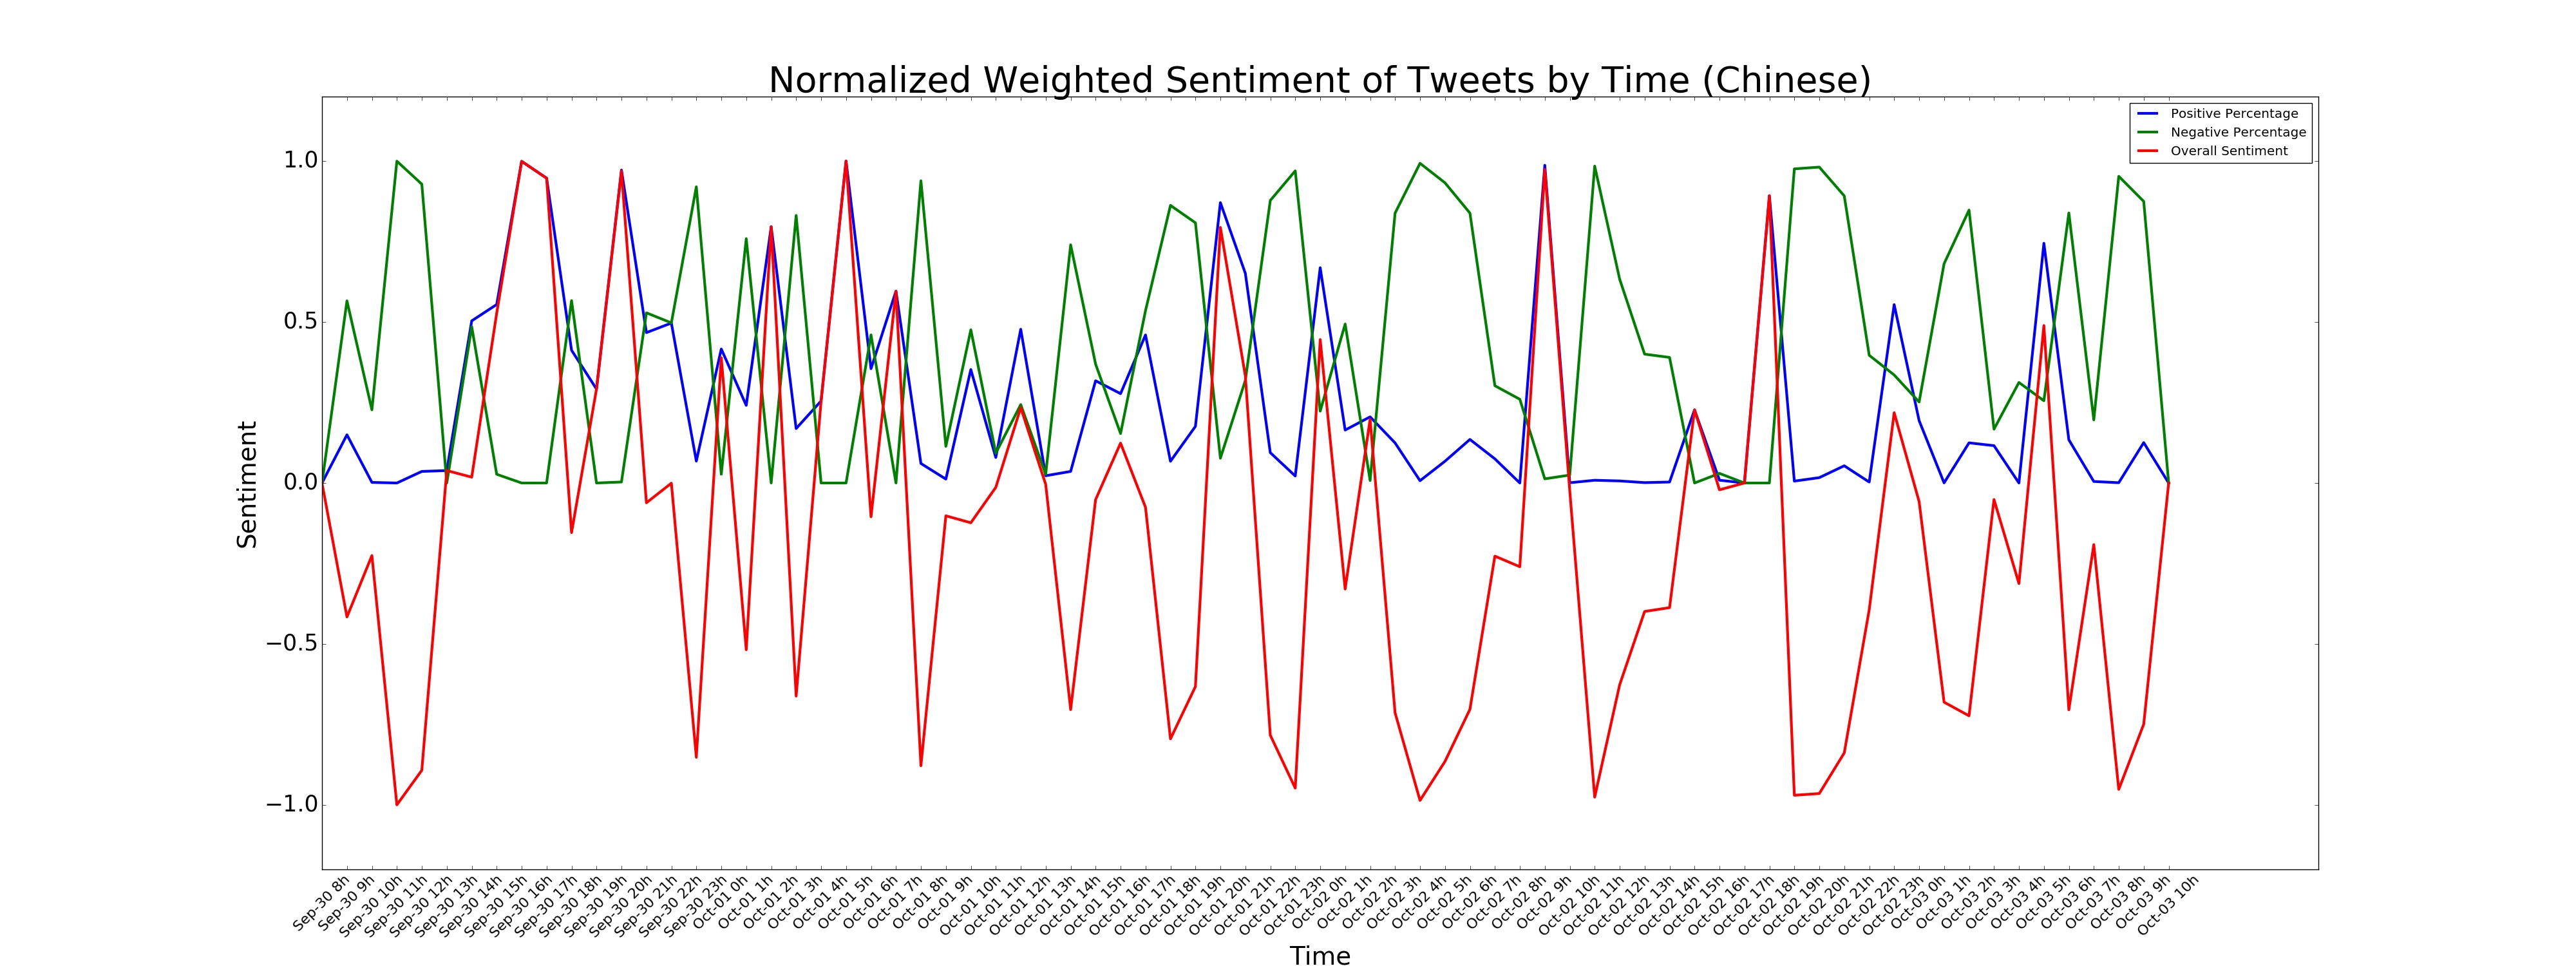 Normalized Weighted Sentiment of Tweets by Time (Chinese)
Positive Percentage
Negative Percentage
Overall Sentiment
1.0
0.5
0.0
−0.5
−1.0
Sentiment
Sep-30 8h
Sep-30 9h
Sep-30 10h
Sep-30 11h
Sep-30 12h
Sep-30 13h
Sep-30 14h
Sep-30 15h
Sep-30 16h
Sep-30 17h
Sep-30 18h
Sep-30 19h
Sep-30 20h
Sep-30 21h
Sep-30 22h
Sep-30 23h
Oct-01 0h
Oct-01 1h
Oct-01 2h
Oct-01 3h
Oct-01 4h
Oct-01 5h
Oct-01 6h
Oct-01 7h
Oct-01 8h
Oct-01 9h
Oct-01 10h
Oct-01 11h
Oct-01 12h
Oct-01 13h
Oct-01 14h
Oct-01 15h
Oct-01 16h
Oct-01 17h
Oct-01 18h
Oct-01 19h
Oct-01 20h
Oct-01 21h
Oct-01 22h
Oct-01 23h
Oct-02 0h
Oct-02 1h
Oct-02 2h
Oct-02 3h
Oct-02 4h
Oct-02 5h
Oct-02 6h
Oct-02 7h
Oct-02 8h
Oct-02 9h
Oct-02 10h
Oct-02 11h
Oct-02 12h
Oct-02 13h
Oct-02 14h
Oct-02 15h
Oct-02 16h
Oct-02 17h
Oct-02 18h
Oct-02 19h
Oct-02 20h
Oct-02 21h
Oct-02 22h
Oct-02 23h
Oct-03 0h
Oct-03 1h
Oct-03 2h
Oct-03 3h
Oct-03 4h
Oct-03 5h
Oct-03 6h
Oct-03 7h
Oct-03 8h
Oct-03 9h
Oct-03 10h
Time